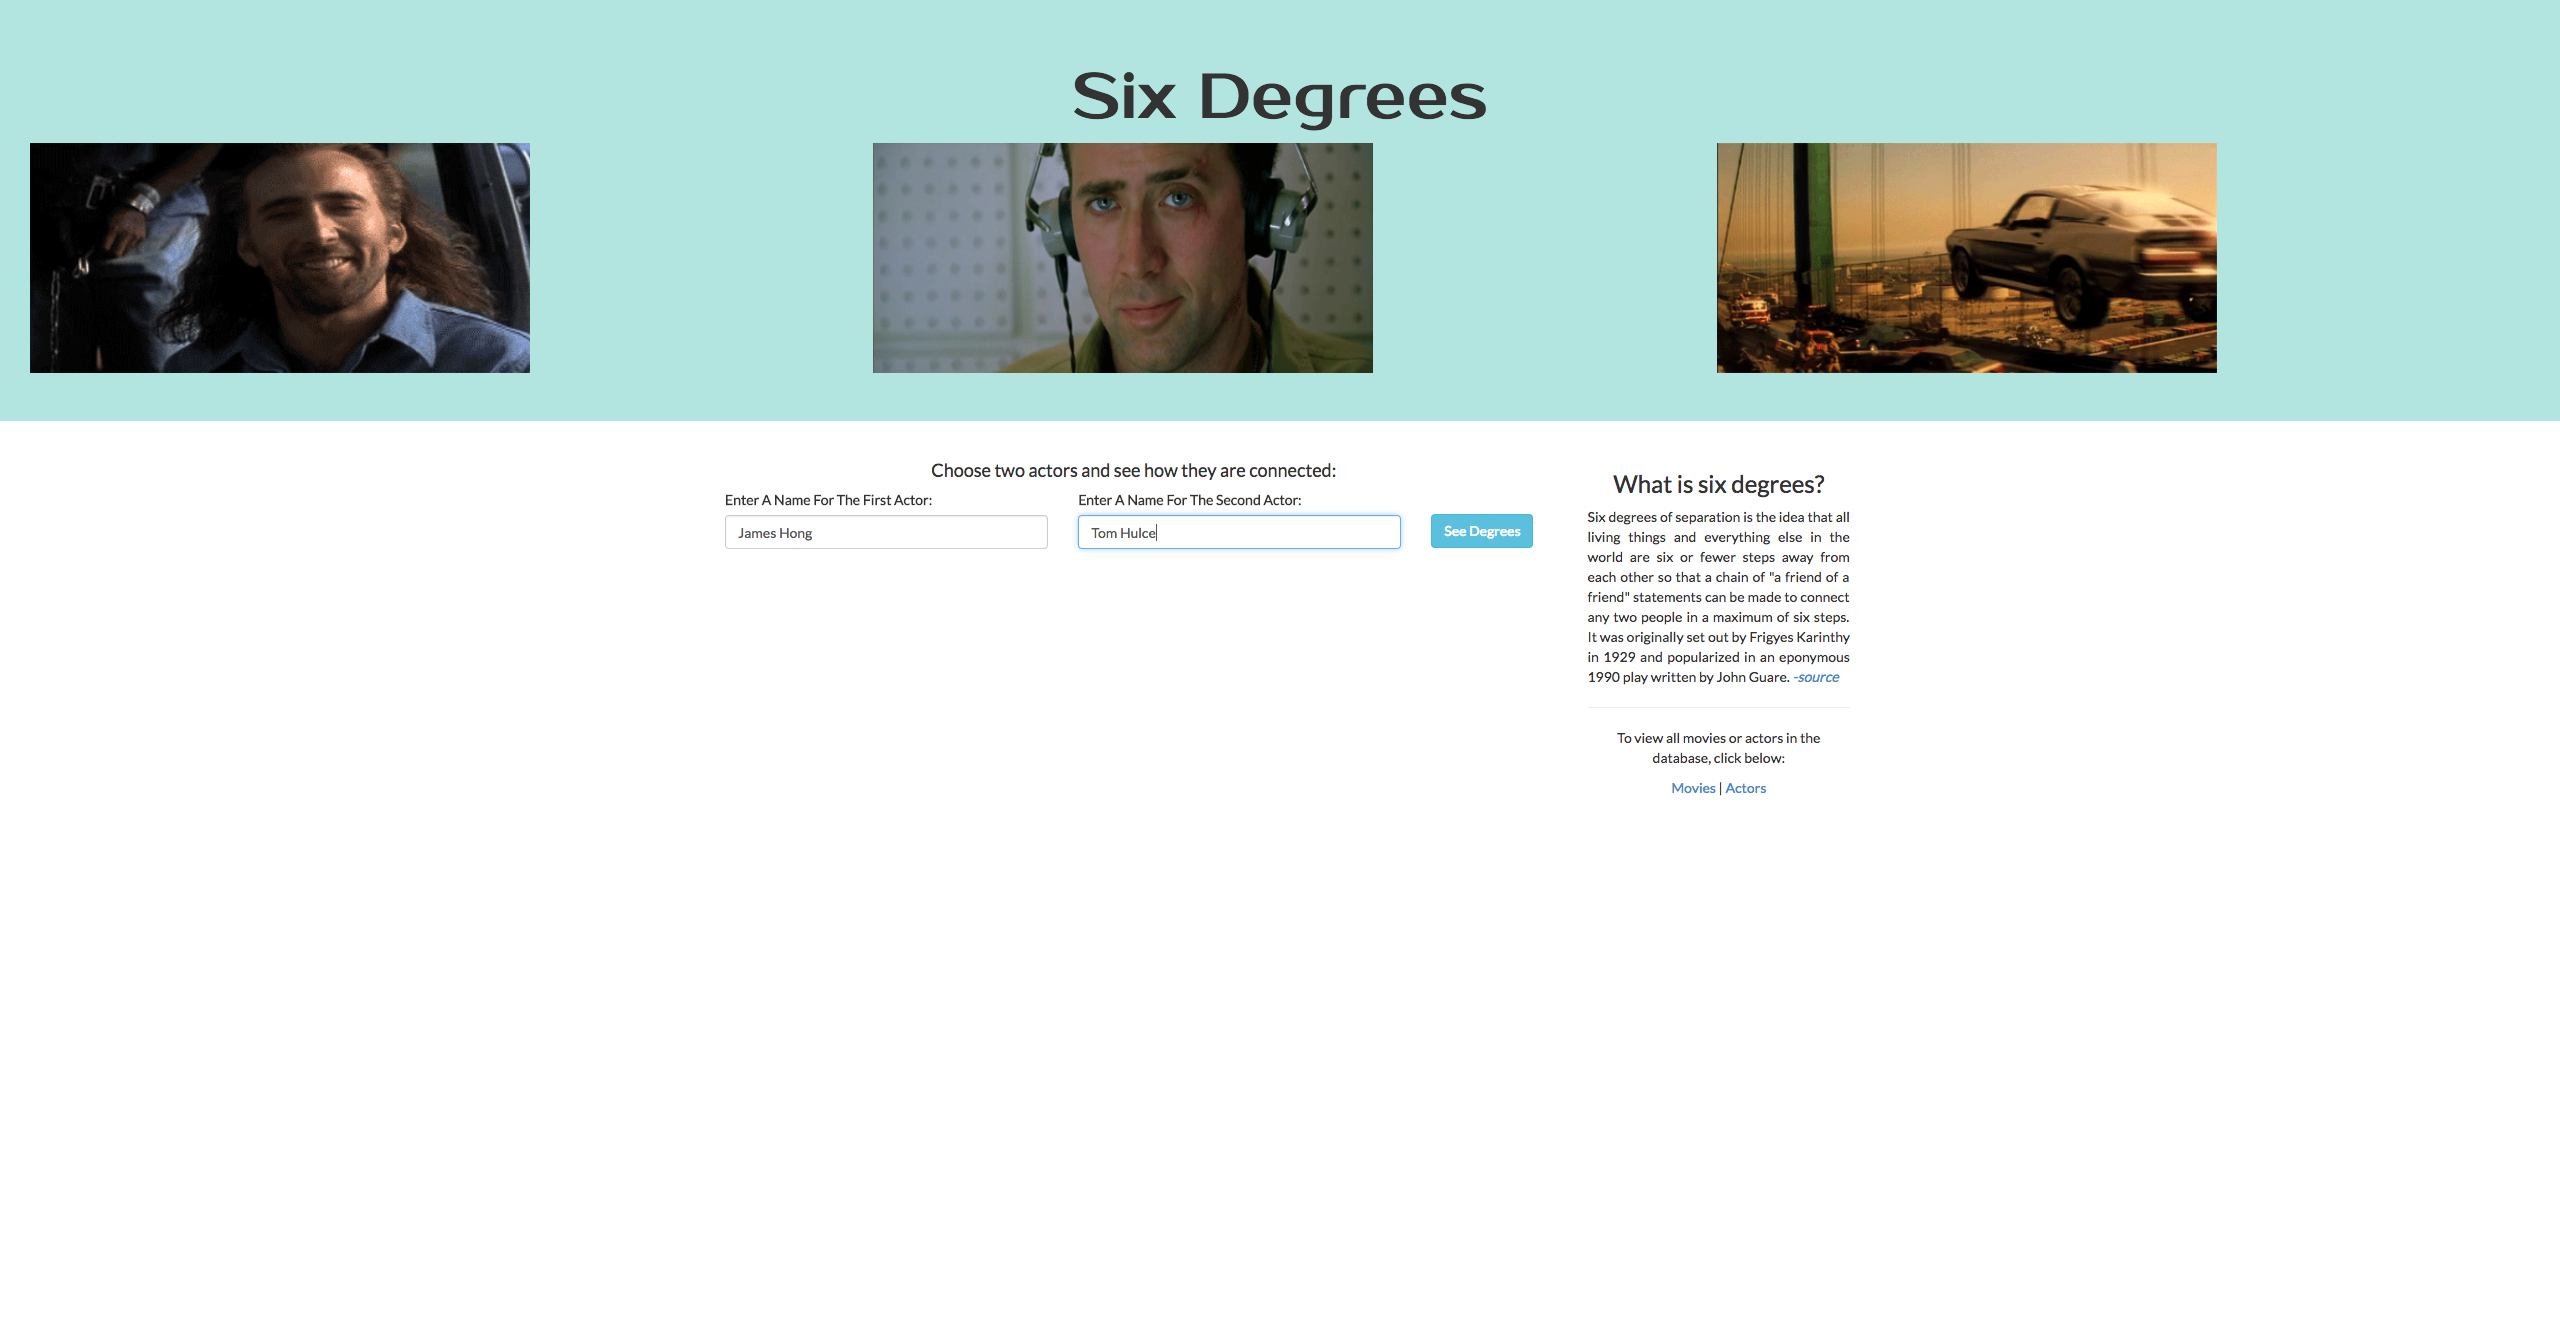 Six Degrees
Choose two actors and see how they are connected:
Enter A Name For The First Actor:
James Hong
Enter A Name For The Second Actor:
Tom Hulce
See Degrees
What is six degrees?
Six degrees of separation is the idea that all
living things and everything else in the
world are six or fewer steps away from
each other so that a chain of "a friend of a
friend" statements can be made to connect
any two people in a maximum of six steps.
It was originally set out by Frigyes Karinthy
in 1929 and popularized in an eponymous
1990 play written by John Guare. -source
To view all movies or actors in the
database, click below:
Movies | Actors